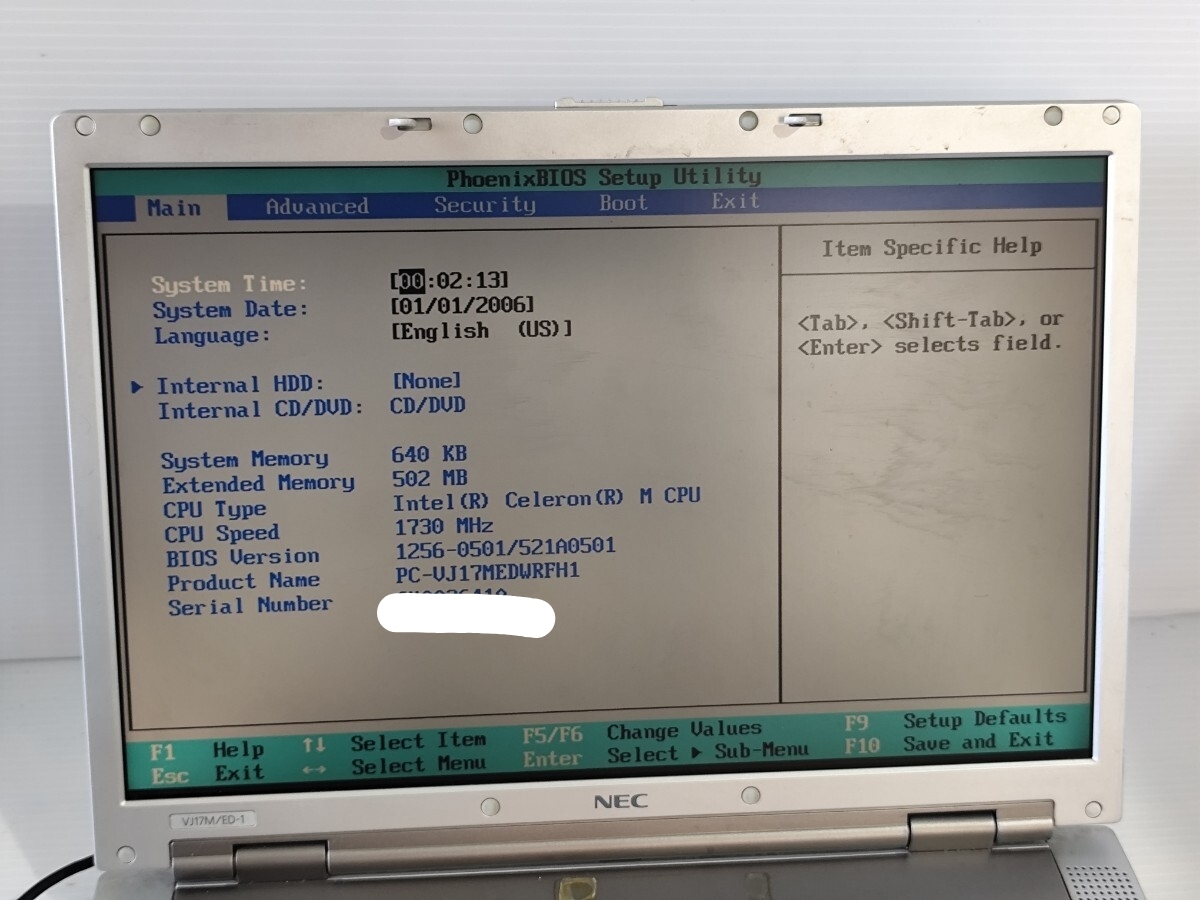 PhoenixBIOS Setup Utility
Main Advanced Security Boot Exit
Item Specific Help
System Time: [00:02:13]
System Date: [01/01/2006]
Language: [English (US)]
<Tab>, <Shift-Tab>, or
<Enter> selects field.
Internal HDD: [None]
Internal CD/DVD: CD/DVD
System Memory 640 KB
Extended Memory 502 MB
CPU Type Intel(R) Celeron(R) M CPU
CPU Speed 1730 MHz
BIOS Version 1256-0501/521A0501
Product Name PC-VJ17MEDWRFH1
Serial Number
F1 Help ↑↓ Select Item F5/F6 Change Values F9 Setup Defaults
Esc Exit ↔ Select Menu Enter Select ▶ Sub-Menu F10 Save and Exit
NEC
VJ17M/ED-1